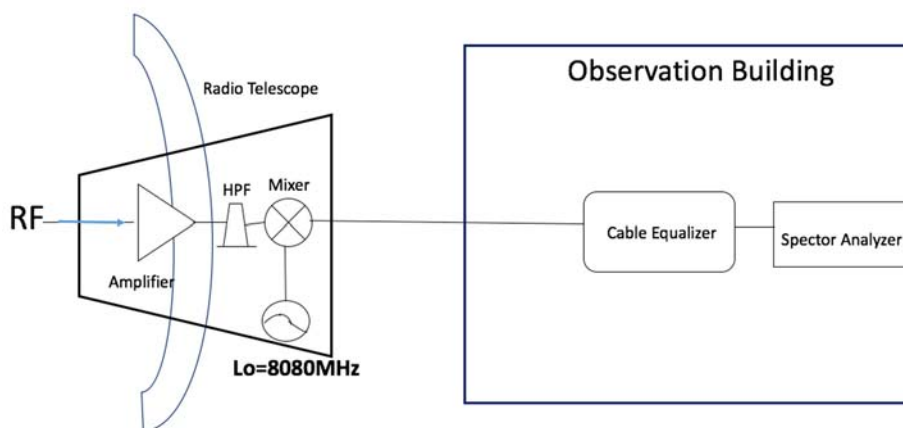 Observation Building
Radio Telescope
HPF
Mixer
RF
Amplifier
Cable Equalizer
Spector Analyzer
Lo=8080MHz